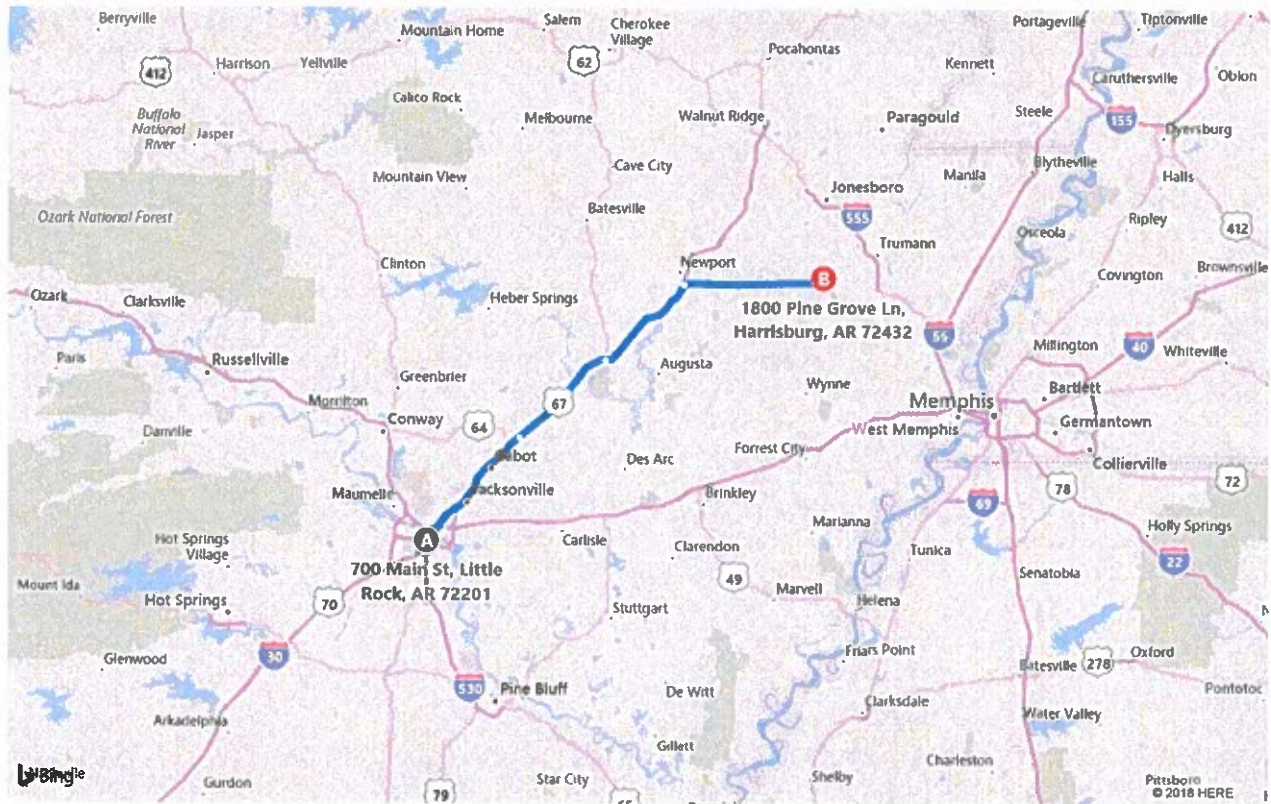 Berryville
Mountain Home
Salem
Cherokee
Village
Portageville
Tiptonville
412
Harrison
Yellville
62
Pocahontas
Kennett
Caruthersville
Obion
Calico Rock
Buffalo
National
River
Jasper
Melbourne
Walnut Ridge
Paragould
Steele
155
Dyersburg
Mountain View
Cave City
Blytheville
Manila
Halls
Jonesboro
Ozark National Forest
Batesville
555
Ripley
412
Trumann
Osceola
Clinton
Newport
Covington
Brownsville
B
Ozark
Clarksville
Heber Springs
1800 Pine Grove Ln,
Harrisburg, AR 72432
55
Millington
40
Whiteville
Paris
Russellville
Augusta
Greenbrier
Wynne
Bartlett
Morrilton
67
Memphis
Conway
64
Germantown
West Memphis
Danville
Forrest City
Des Arc
Collierville
72
Maumelle
Jacksonville
Brinkley
78
69
Marianna
Holly Springs
A
Hot Springs
Village
Carlisle
Clarendon
Tunica
22
700 Main St, Little
Rock, AR 72201
Mount Ida
49
Senatobia
Hot Springs
70
Marvell
Helena
Stuttgart
30
Glenwood
Friars Point
Batesville
278
Oxford
530
Pine Bluff
De Witt
Pontotoc
Clarksdale
Arkadelphia
Water Valley
Gillett
Charleston
Bing
Gurdon
Star City
Shelby
Pittsboro
79
© 2018 HERE